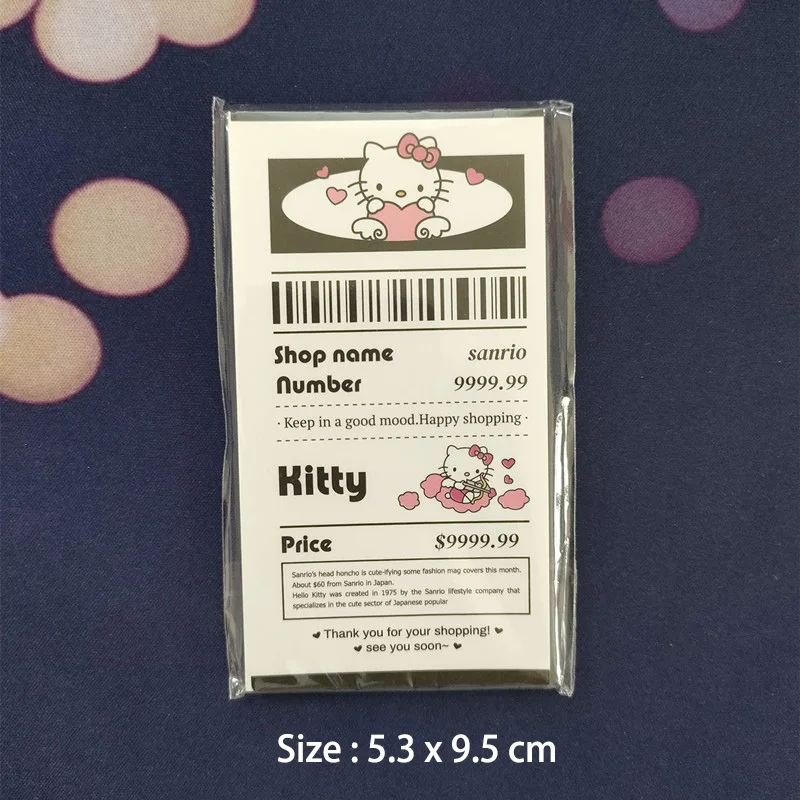 Shop name sanrio
Number 9999.99
· Keep in a good mood.Happy shopping ·
Kitty
Price $9999.99
Sanrio's head honcho is cute-ifying some fashion mag covers this month.
About $60 from Sanrio in Japan.
Hello Kitty was created in 1975 by the Sanrio lifestyle company that
specializes in the cute sector of Japanese popular
Thank you for your shopping!
see you soon~
Size : 5.3 x 9.5 cm